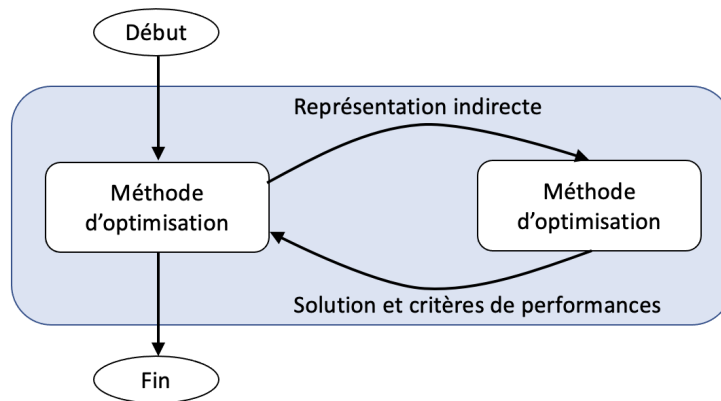 Début
Représentation indirecte
Méthode
d'optimisation
Méthode
d'optimisation
Solution et critères de performances
Fin